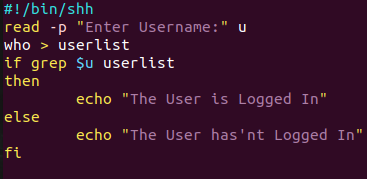 #!/bin/shh
read -p "Enter Username:" u
who > userlist
if grep $u userlist
then
        echo "The User is Logged In"
else
        echo "The User has'nt Logged In"
fi